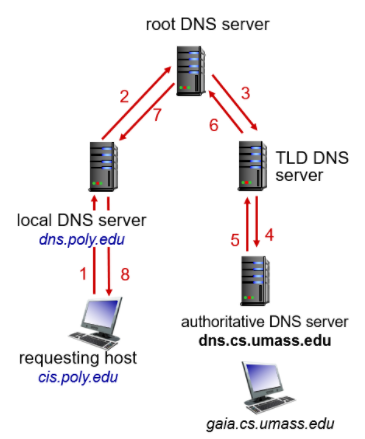 root DNS server
2
3
7
6
TLD DNS
server
local DNS server
dns.poly.edu
5
4
1
8
authoritative DNS server
dns.cs.umass.edu
requesting host
cis.poly.edu
gaia.cs.umass.edu